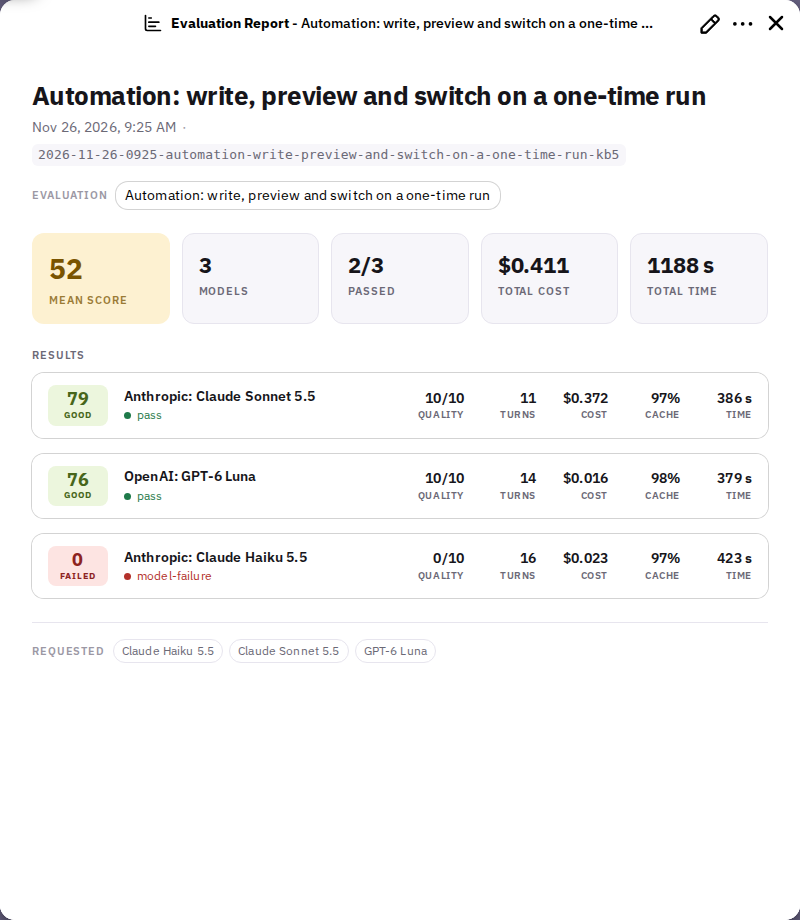 Evaluation Report - Automation: write, preview and switch on a one-time ...
Automation: write, preview and switch on a one-time run
Nov 26, 2026, 9:25 AM ·
2026-11-26-0925-automation-write-preview-and-switch-on-a-one-time-run-kb5
EVALUATION Automation: write, preview and switch on a one-time run
52
MEAN SCORE
3
MODELS
2/3
PASSED
$0.411
TOTAL COST
1188 s
TOTAL TIME
RESULTS
79 Anthropic: Claude Sonnet 5.5 10/10 11 $0.372 97% 386 s
GOOD pass QUALITY TURNS COST CACHE TIME
76 OpenAI: GPT-6 Luna 10/10 14 $0.016 98% 379 s
GOOD pass QUALITY TURNS COST CACHE TIME
0 Anthropic: Claude Haiku 5.5 0/10 16 $0.023 97% 423 s
FAILED model-failure QUALITY TURNS COST CACHE TIME
REQUESTED Claude Haiku 5.5 Claude Sonnet 5.5 GPT-6 Luna